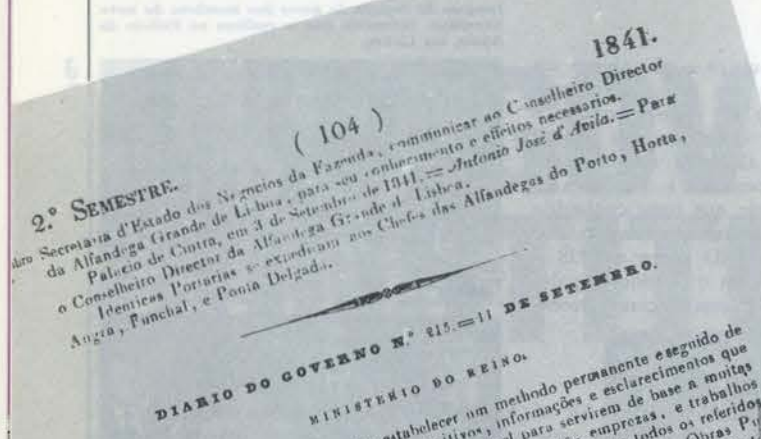 1841.
( 104 )
2.º SEMESTRE.
Secretaria d'Estado dos Negocios da Fazenda, communicar ao Conselheiro Director
da Alfandega Grande de Lisboa, para seu conhecimento e effeitos necessarios.
Palacio de Cintra, em 3 de Setembro de 1841. = Antonio José d'Avila. = Para
o Conselheiro Director da Alfandega Grande de Lisboa.
Identicas Portarias se expediram aos Chefes das Alfandegas do Porto, Horta,
Angra, Funchal, e Ponta Delgada.
DIARIO DO GOVERNO N.º 215. = 11 DE SETEMBRO.
MINISTERIO DO REINO.
estabelecer um methodo permanente e seguido de
informações e esclarecimentos que
para servirem de base a muitas
emprezas, e trabalhos
os referidos
Obras